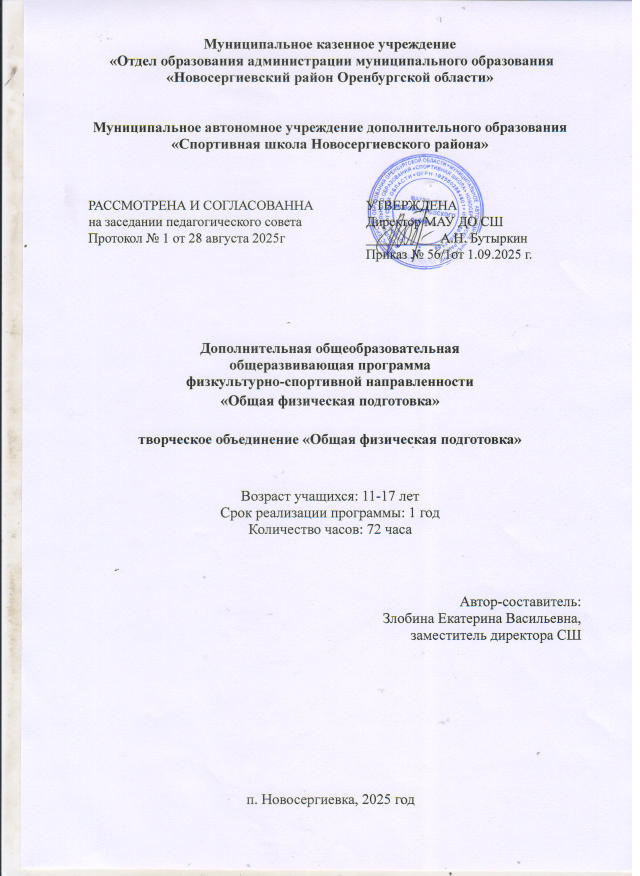 Муниципальное казенное учреждение
«Отдел образования администрации муниципального образования
«Новосергиевский район Оренбургской области»
Муниципальное автономное учреждение дополнительного образования
«Спортивная школа Новосергиевского района»
РАССМОТРЕНА И СОГЛАСОВАННА
на заседании педагогического совета
Протокол № 1 от 28 августа 2025г
УТВЕРЖДЕНА
Директор МАУ ДО СШ
А.Н. Бутыркин
Приказ № 56/1от 1.09.2025 г.
Дополнительная общеобразовательная
общеразвивающая программа
физкультурно-спортивной направленности
«Общая физическая подготовка»
творческое объединение «Общая физическая подготовка»
Возраст учащихся: 11-17 лет
Срок реализации программы: 1 год
Количество часов: 72 часа
Автор-составитель:
Злобина Екатерина Васильевна,
заместитель директора СШ
п. Новосергиевка, 2025 год